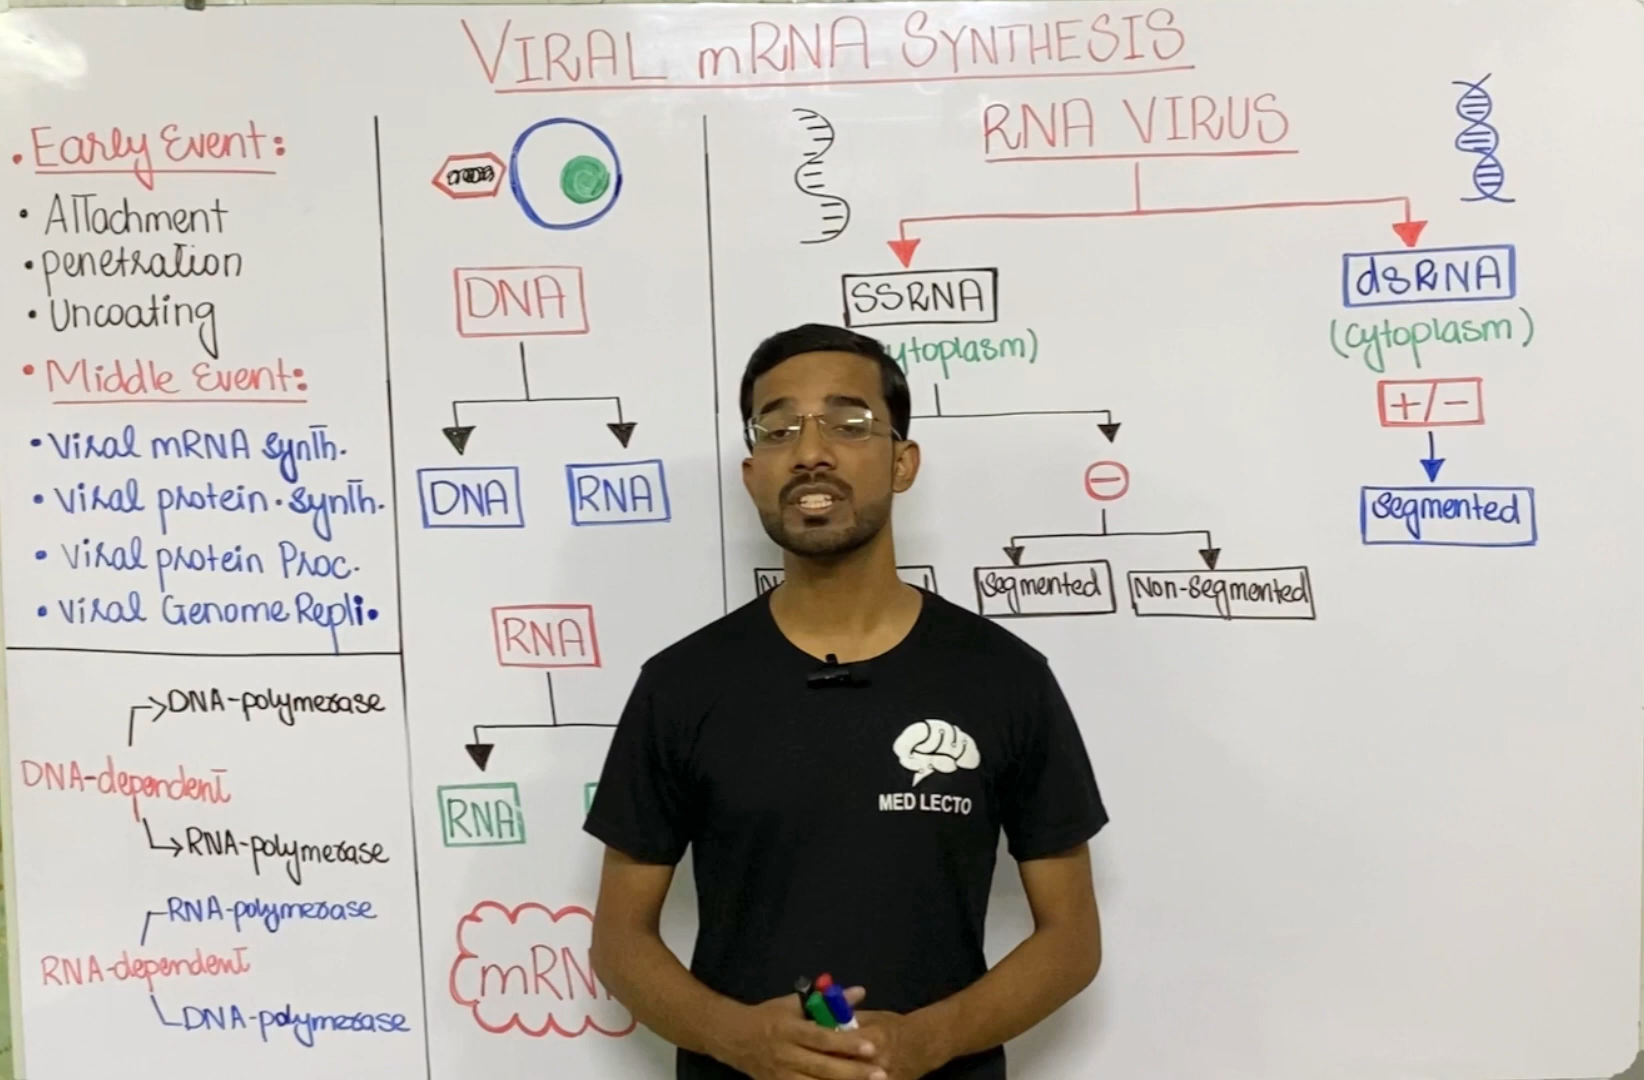 VIRAL mRNA SYNTHESIS
• Early Event:
• Attachment
• penetration
• Uncoating
• Middle Event:
• Viral mRNA synth.
• Viral protein. synth.
• Viral protein Proc.
• Viral Genome Repli.
DNA-polymerase
DNA-dependent
RNA-polymerase
RNA-polymerase
RNA-dependent
DNA-polymerase
DNA
DNA
RNA
RNA
RNA
mRN
RNA VIRUS
SSRNA
ytoplasm)
dsRNA
(cytoplasm)
+/-
segmented
-
segmented
Non-segmented
MED LECTO